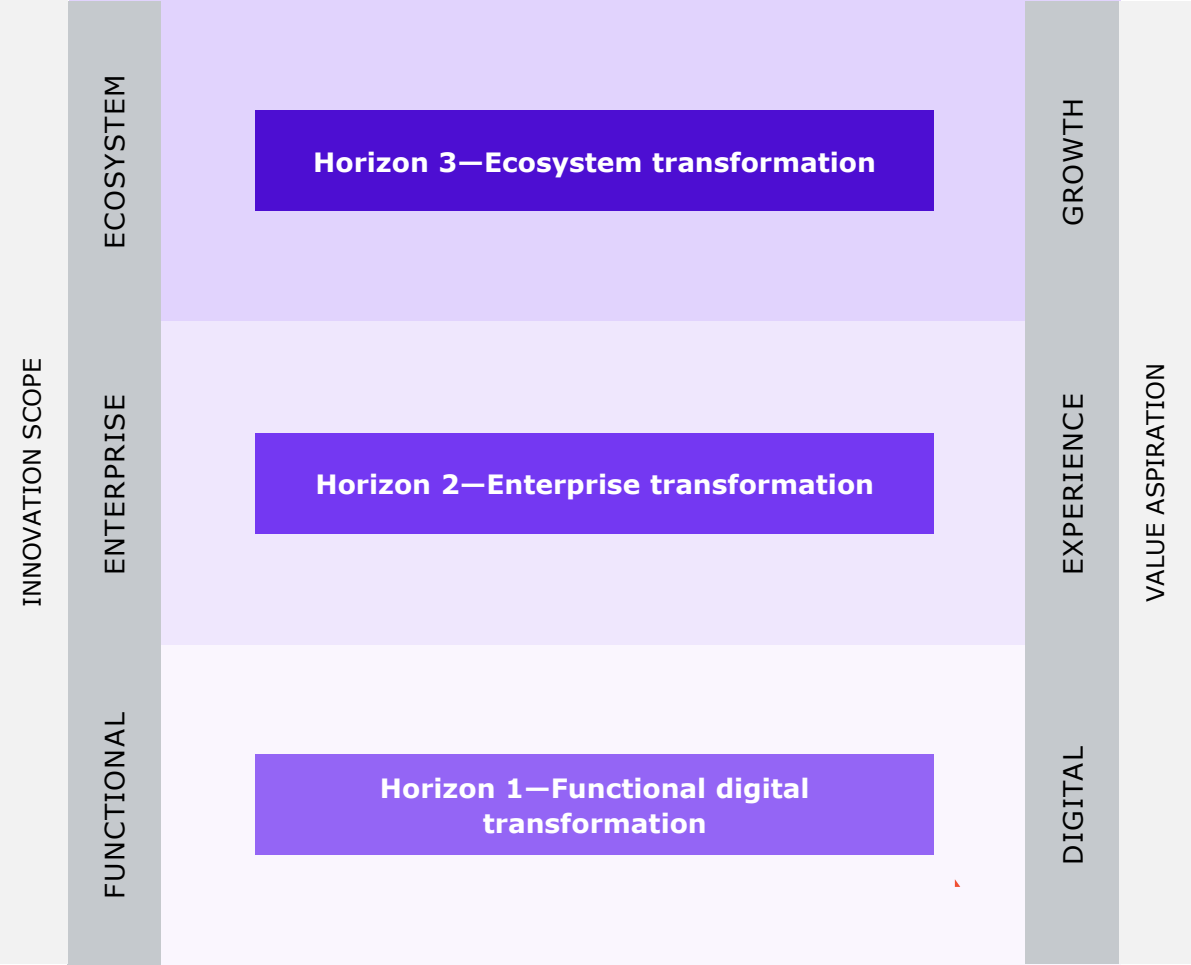 INNOVATION SCOPE
ECOSYSTEM
Horizon 3—Ecosystem transformation
GROWTH
ENTERPRISE
Horizon 2—Enterprise transformation
EXPERIENCE
VALUE ASPIRATION
FUNCTIONAL
Horizon 1—Functional digital
transformation
DIGITAL